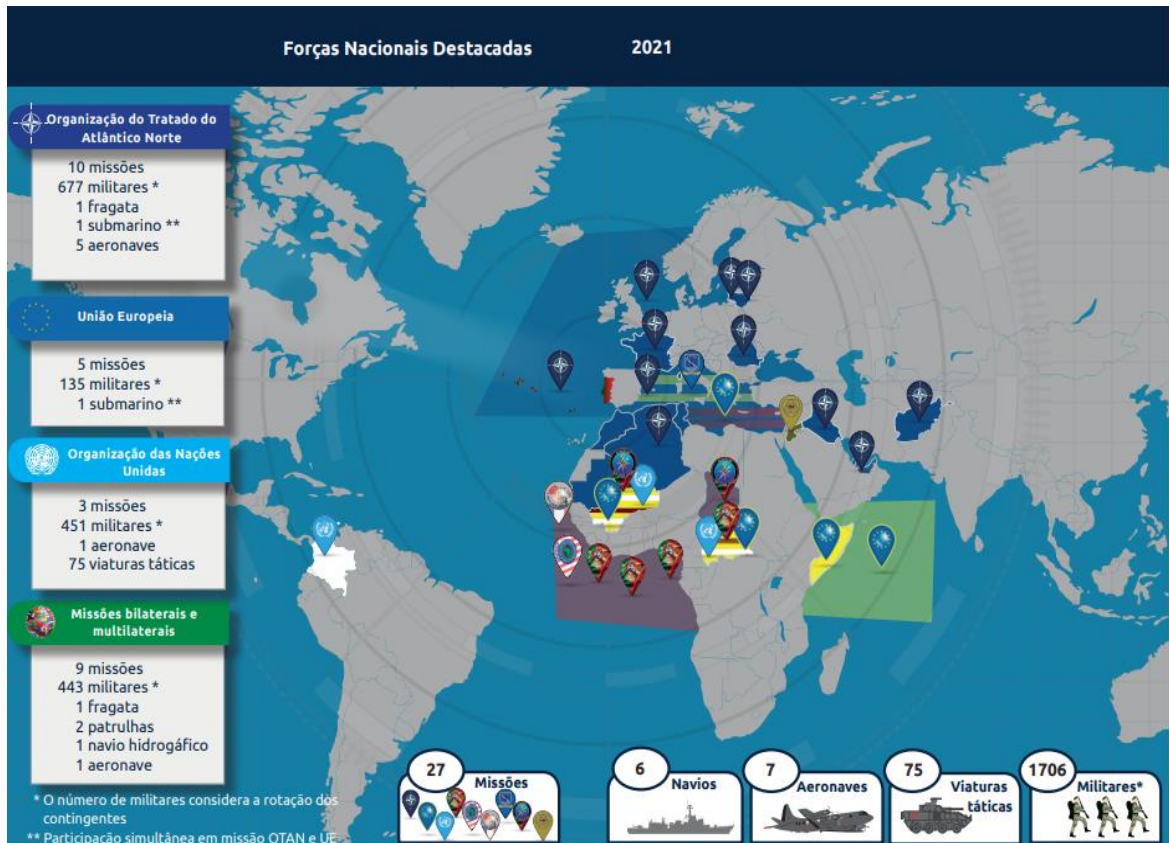 Forças Nacionais Destacadas 2021
Organização do Tratado do
Atlântico Norte
10 missões
677 militares *
1 fragata
1 submarino **
5 aeronaves
União Europeia
5 missões
135 militares *
1 submarino **
Organização das Nações
Unidas
3 missões
451 militares *
1 aeronave
75 viaturas táticas
Missões bilaterais e
multilaterais
9 missões
443 militares *
1 fragata
2 patrulhas
1 navio hidrogáfico
1 aeronave
* O número de militares considera a rotação dos
contingentes
** Participação simultânea em missão OTAN e UE
27
Missões
6
Navios
7
Aeronaves
75
Viaturas
táticas
1706
Militares*